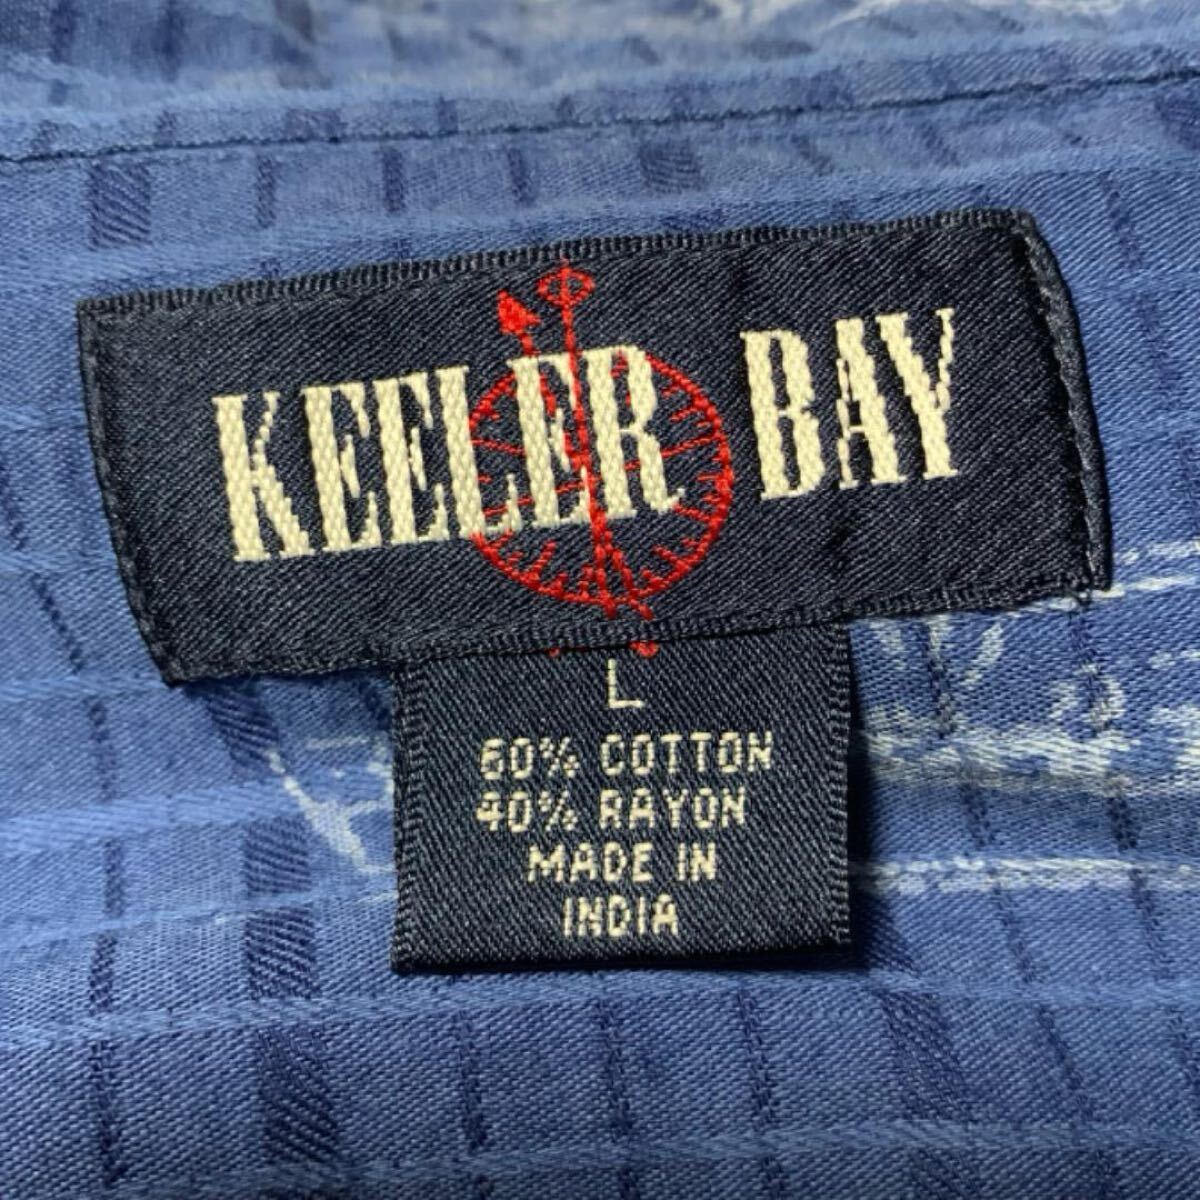 KEELER BAY
L
60% COTTON
40% RAYON
MADE IN
INDIA